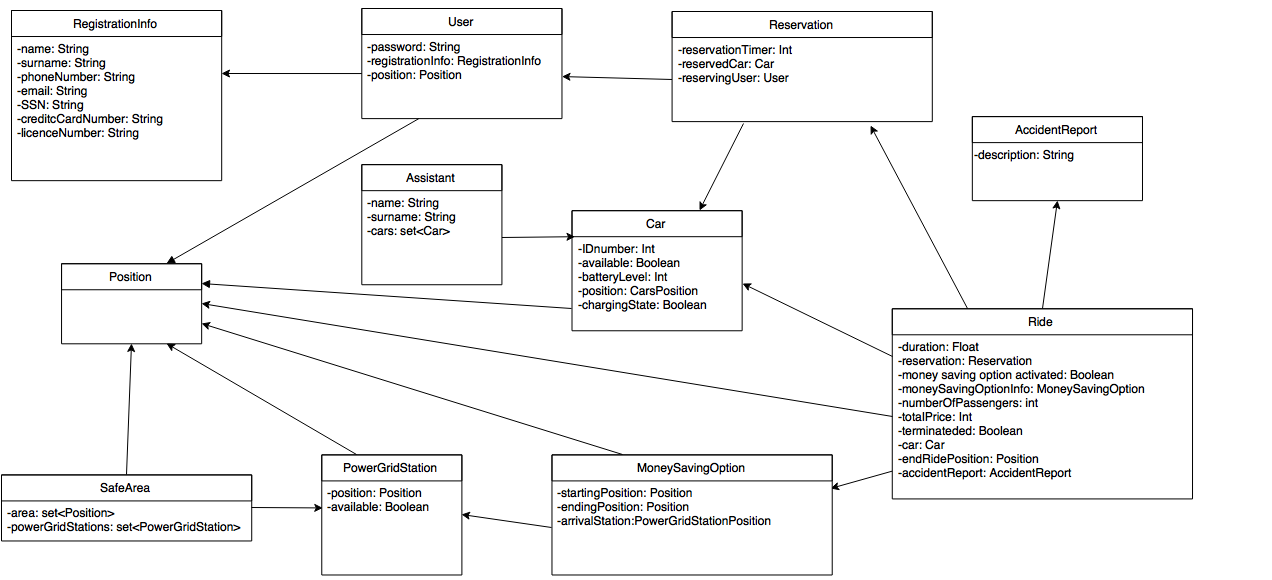 RegistrationInfo
-name: String
-surname: String
-phoneNumber: String
-email: String
-SSN: String
-creditcCardNumber: String
-licenceNumber: String
User
-password: String
-registrationInfo: RegistrationInfo
-position: Position
Reservation
-reservationTimer: Int
-reservedCar: Car
-reservingUser: User
AccidentReport
-description: String
Assistant
-name: String
-surname: String
-cars: set<Car>
Car
-IDnumber: Int
-available: Boolean
-batteryLevel: Int
-position: CarsPosition
-chargingState: Boolean
Position
Ride
-duration: Float
-reservation: Reservation
-money saving option activated: Boolean
-moneySavingOptionInfo: MoneySavingOption
-numberOfPassengers: int
-totalPrice: Int
-terminateded: Boolean
-car: Car
-endRidePosition: Position
-accidentReport: AccidentReport
SafeArea
-area: set<Position>
-powerGridStations: set<PowerGridStation>
PowerGridStation
-position: Position
-available: Boolean
MoneySavingOption
-startingPosition: Position
-endingPosition: Position
-arrivalStation:PowerGridStationPosition